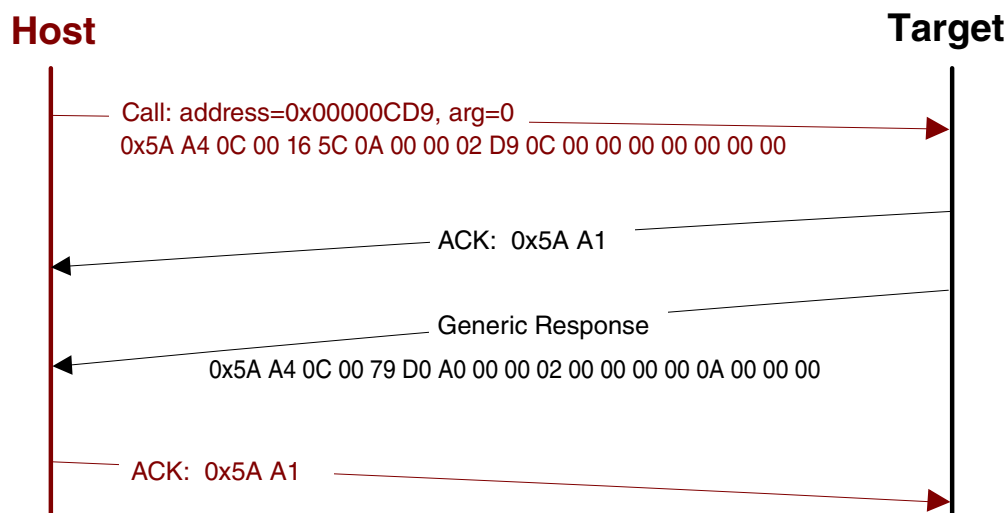 Host
Target
Call: address=0x00000CD9, arg=0
0x5A A4 0C 00 16 5C 0A 00 00 02 D9 0C 00 00 00 00 00 00 00
ACK:  0x5A A1
Generic Response
0x5A A4 0C 00 79 D0 A0 00 00 02 00 00 00 00 0A 00 00 00
ACK:  0x5A A1